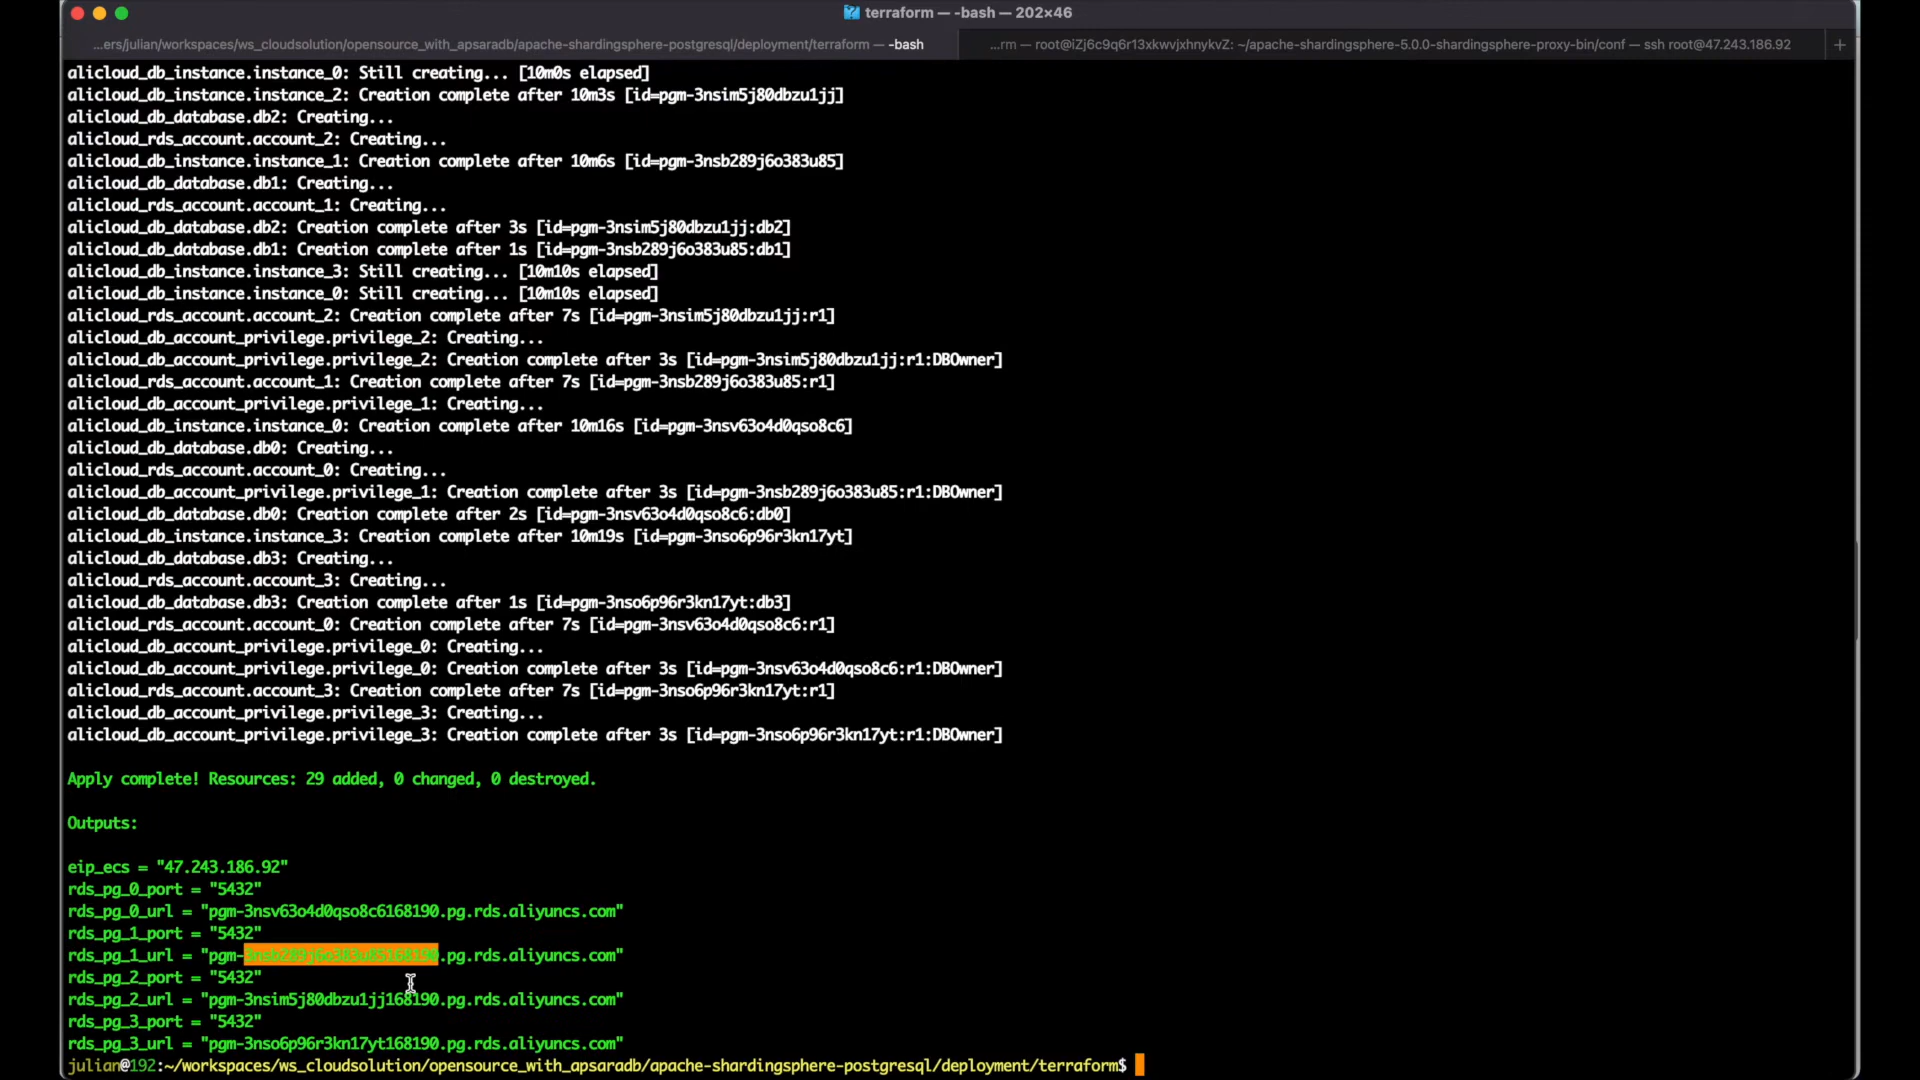 terraform — -bash — 202×46
...ers/julian/workspaces/ws_cloudsolution/opensource_with_apsaradb/apache-shardingsphere-postgresql/deployment/terraform — -bash
...rm — root@iZj6c9q6r13xkwvjxhnykvZ: ~/apache-shardingsphere-5.0.0-shardingsphere-proxy-bin/conf — ssh root@47.243.186.92
+
alicloud_db_instance.instance_0: Still creating... [10m0s elapsed]
alicloud_db_instance.instance_2: Creation complete after 10m3s [id=pgm-3nsim5j80dbzu1jj]
alicloud_db_database.db2: Creating...
alicloud_rds_account.account_2: Creating...
alicloud_db_instance.instance_1: Creation complete after 10m6s [id=pgm-3nsb289j6o383u85]
alicloud_db_database.db1: Creating...
alicloud_rds_account.account_1: Creating...
alicloud_db_database.db2: Creation complete after 3s [id=pgm-3nsim5j80dbzu1jj:db2]
alicloud_db_database.db1: Creation complete after 1s [id=pgm-3nsb289j6o383u85:db1]
alicloud_db_instance.instance_3: Still creating... [10m10s elapsed]
alicloud_db_instance.instance_0: Still creating... [10m10s elapsed]
alicloud_rds_account.account_2: Creation complete after 7s [id=pgm-3nsim5j80dbzu1jj:r1]
alicloud_db_account_privilege.privilege_2: Creating...
alicloud_db_account_privilege.privilege_2: Creation complete after 3s [id=pgm-3nsim5j80dbzu1jj:r1:DBOwner]
alicloud_rds_account.account_1: Creation complete after 7s [id=pgm-3nsb289j6o383u85:r1]
alicloud_db_account_privilege.privilege_1: Creating...
alicloud_db_instance.instance_0: Creation complete after 10m16s [id=pgm-3nsv63o4d0qso8c6]
alicloud_db_database.db0: Creating...
alicloud_rds_account.account_0: Creating...
alicloud_db_account_privilege.privilege_1: Creation complete after 3s [id=pgm-3nsb289j6o383u85:r1:DBOwner]
alicloud_db_database.db0: Creation complete after 2s [id=pgm-3nsv63o4d0qso8c6:db0]
alicloud_db_instance.instance_3: Creation complete after 10m19s [id=pgm-3nso6p96r3kn17yt]
alicloud_db_database.db3: Creating...
alicloud_rds_account.account_3: Creating...
alicloud_db_database.db3: Creation complete after 1s [id=pgm-3nso6p96r3kn17yt:db3]
alicloud_rds_account.account_0: Creation complete after 7s [id=pgm-3nsv63o4d0qso8c6:r1]
alicloud_db_account_privilege.privilege_0: Creating...
alicloud_db_account_privilege.privilege_0: Creation complete after 3s [id=pgm-3nsv63o4d0qso8c6:r1:DBOwner]
alicloud_rds_account.account_3: Creation complete after 7s [id=pgm-3nso6p96r3kn17yt:r1]
alicloud_db_account_privilege.privilege_3: Creating...
alicloud_db_account_privilege.privilege_3: Creation complete after 3s [id=pgm-3nso6p96r3kn17yt:r1:DBOwner]
Apply complete! Resources: 29 added, 0 changed, 0 destroyed.
Outputs:
eip_ecs = "47.243.186.92"
rds_pg_0_port = "5432"
rds_pg_0_url = "pgm-3nsv63o4d0qso8c6168190.pg.rds.aliyuncs.com"
rds_pg_1_port = "5432"
rds_pg_1_url = "pgm-3nsb289j6o383u85168190.pg.rds.aliyuncs.com"
rds_pg_2_port = "5432"
rds_pg_2_url = "pgm-3nsim5j80dbzu1jj168190.pg.rds.aliyuncs.com"
rds_pg_3_port = "5432"
rds_pg_3_url = "pgm-3nso6p96r3kn17yt168190.pg.rds.aliyuncs.com"
julian@192:~/workspaces/ws_cloudsolution/opensource_with_apsaradb/apache-shardingsphere-postgresql/deployment/terraform$